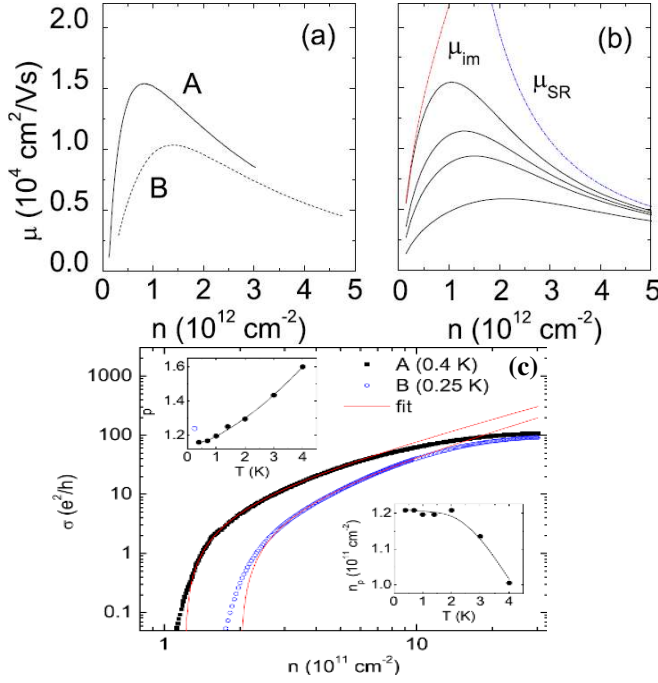 (a)
(b)
2.0
1.5
1.0
0.5
0.0
μ (10⁴ cm²/Vs)
A
B
μ_im
μ_SR
0 1 2 3 4 5
0 1 2 3 4 5
n (10¹² cm⁻²)
n (10¹² cm⁻²)
(c)
A (0.4 K)
B (0.25 K)
fit
1000
100
10
1
0.1
σ (e²/h)
1.6
1.4
1.2
p
0 1 2 3 4
T (K)
1.2
1.1
1.0
n_p (10¹¹ cm⁻²)
0 1 2 3 4
T (K)
1 10
n (10¹¹ cm⁻²)